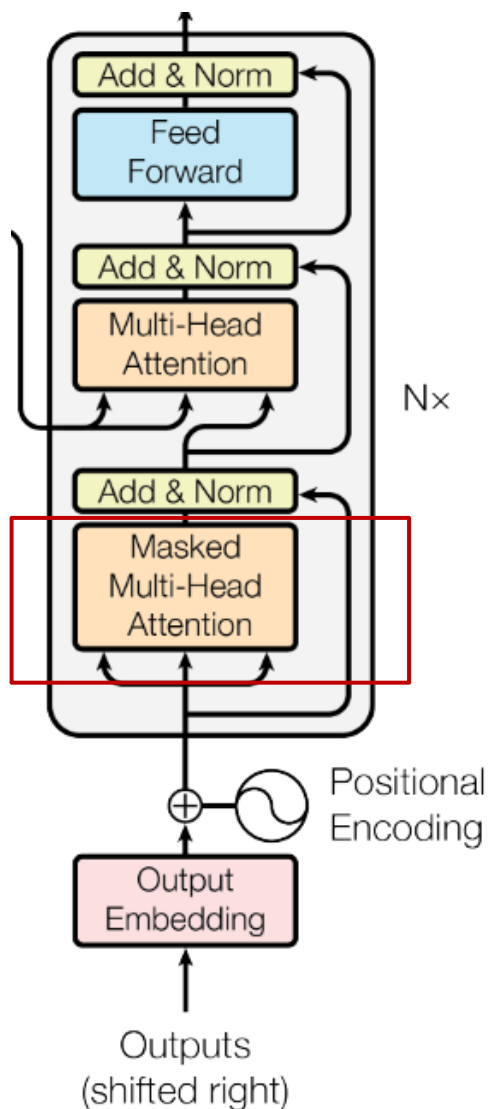 Add & Norm
Feed
Forward
Add & Norm
Multi-Head
Attention
N×
Add & Norm
Masked
Multi-Head
Attention
Positional
Encoding
Output
Embedding
Outputs
(shifted right)